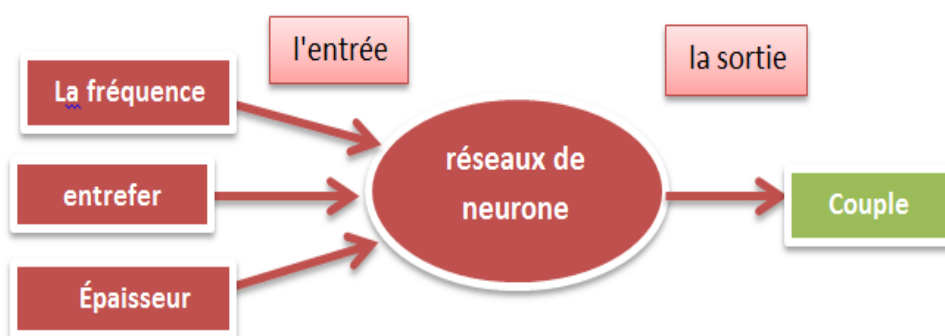 l'entrée
la sortie
La fréquence
entrefer
Épaisseur
réseaux de
neurone
Couple